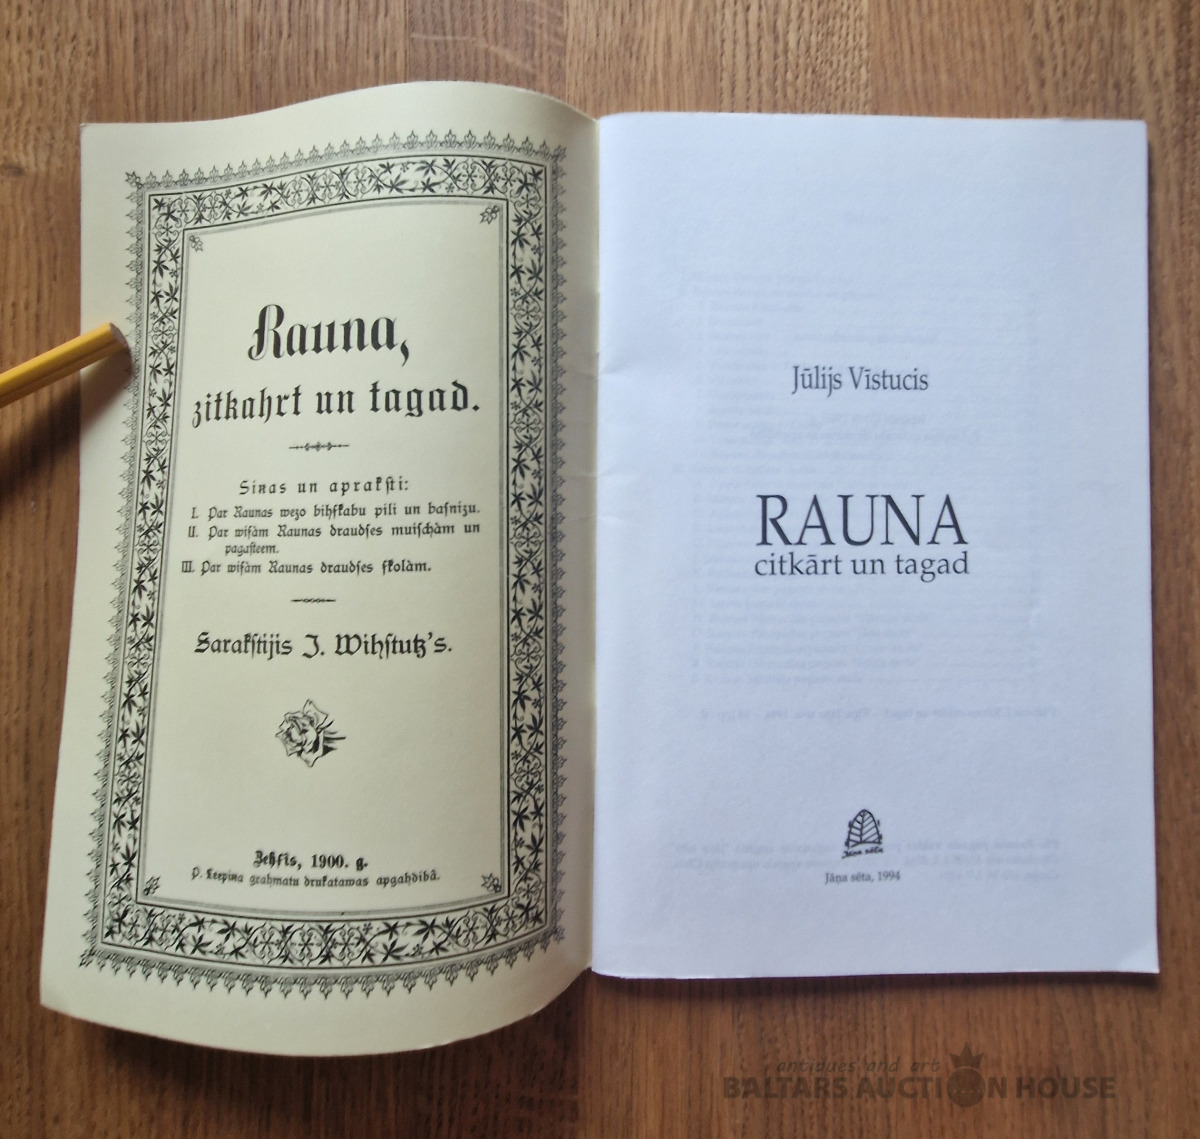 Rauna,
zitkahrt un tagad.
Siņas un aprakſti:
I. Par Raunas wezo bihſkabu pili un baſnizu.
II. Par wiſàm Raunas draudſes muiſchàm un
pagaſteem.
III. Par wiſàm Raunas draudſes ſkolàm.
Sarakſtijis J. Wihſtutz's.
Zehſis, 1900. g.
P. Leepiņa grahmatu drukatawas apgahdibâ.
Jūlijs Vīstucis
RAUNA
citkārt un tagad
Jāņa sēta
Jāņa sēta, 1994
antiques and art
BALTARS AUCTION HOUSE